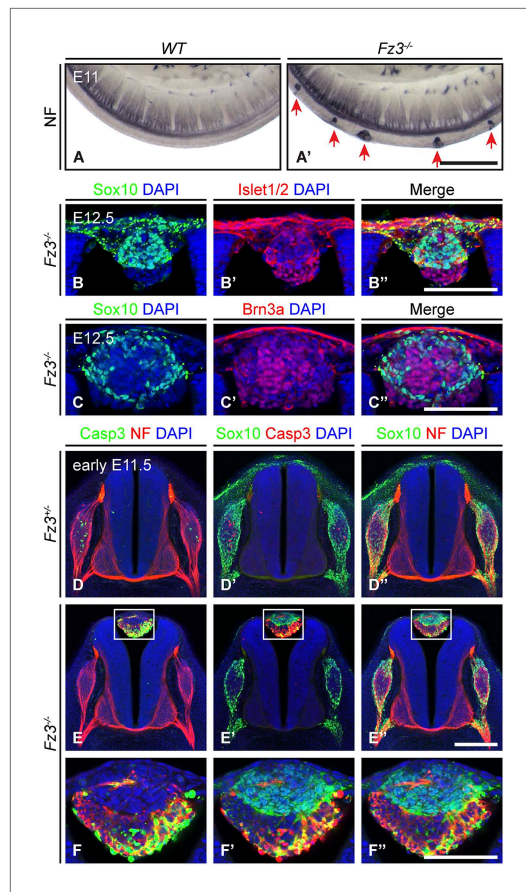 WT Fz3-/-
NF
E11
A A'
Sox10 DAPI Islet1/2 DAPI Merge
Fz3-/-
E12.5
B B' B"
Sox10 DAPI Brn3a DAPI Merge
Fz3-/-
E12.5
C C' C"
Casp3 NF DAPI Sox10 Casp3 DAPI Sox10 NF DAPI
Fz3+/-
early E11.5
D D' D"
Fz3-/-
E E' E"
F F' F"